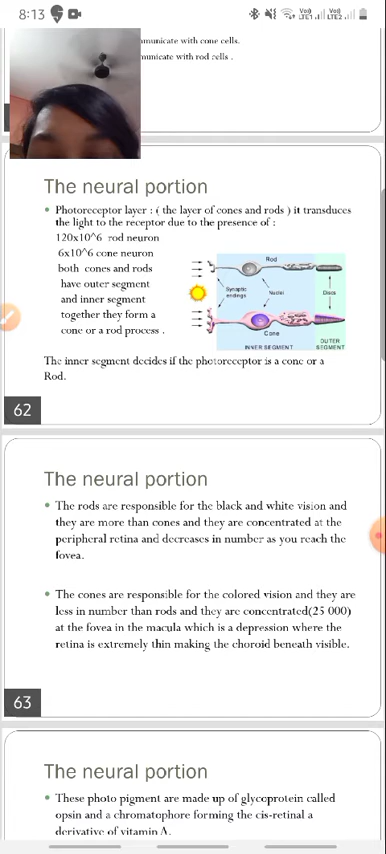 8:13
Vo)) LTE1 Vo)) LTE2
municate with cone cells.
municate with rod cells .
The neural portion
• Photoreceptor layer : ( the layer of cones and rods ) it transduces
the light to the receptor due to the presence of :
120x10^6 rod neuron
6x10^6 cone neuron
both cones and rods
have outer segment
and inner segment
together they form a
cone or a rod process .
Rod
Synaptic
endings
Nuclei
Discs
Cone
INNER SEGMENT
OUTER
SEGMENT
The inner segment decides if the photoreceptor is a cone or a
Rod.
62
The neural portion
• The rods are responsible for the black and white vision and
they are more than cones and they are concentrated at the
peripheral retina and decreases in number as you reach the
fovea.
• The cones are responsible for the colored vision and they are
less in number than rods and they are concentrated(25 000)
at the fovea in the macula which is a depression where the
retina is extremely thin making the choroid beneath visible.
63
The neural portion
• These photo pigment are made up of glycoprotein called
opsin and a chromatophore forming the cis-retinal a
derivative of vitamin A.